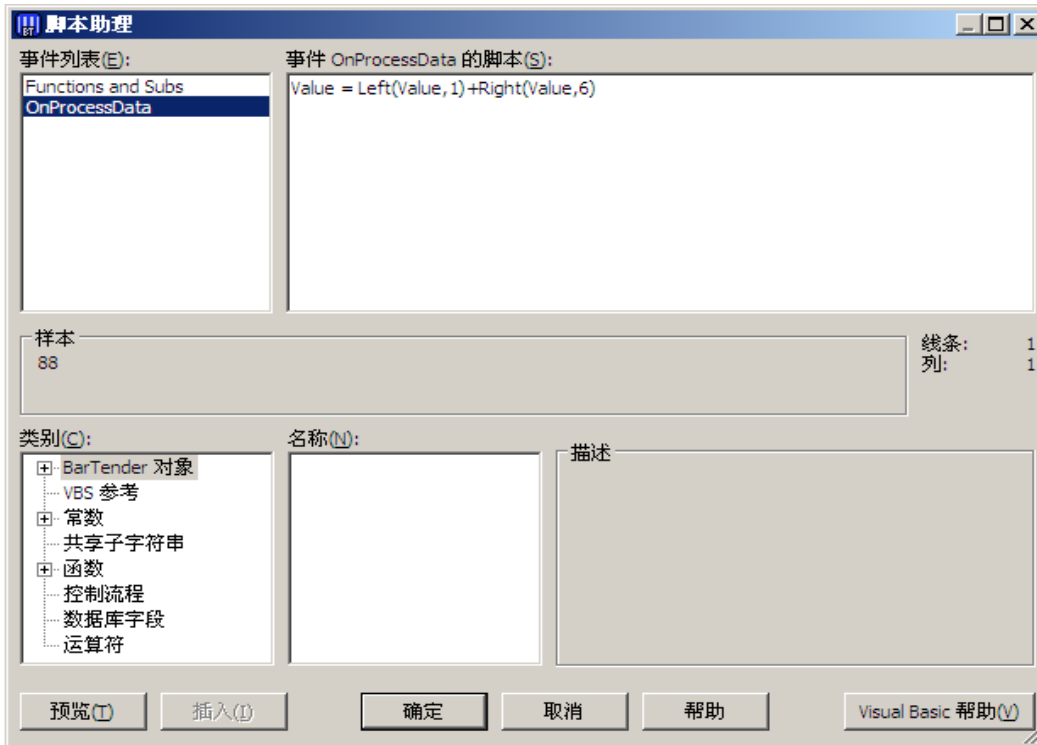 脚本助理
事件列表(E):
事件 OnProcessData 的脚本(S):
Functions and Subs
OnProcessData
Value = Left(Value,1)+Right(Value,6)
样本
88
线条: 1
列: 1
类别(C):
名称(N):
描述
BarTender 对象
VBS 参考
常数
共享子字符串
函数
控制流程
数据库字段
运算符
预览(T)
插入(I)
确定
取消
帮助
Visual Basic 帮助(V)